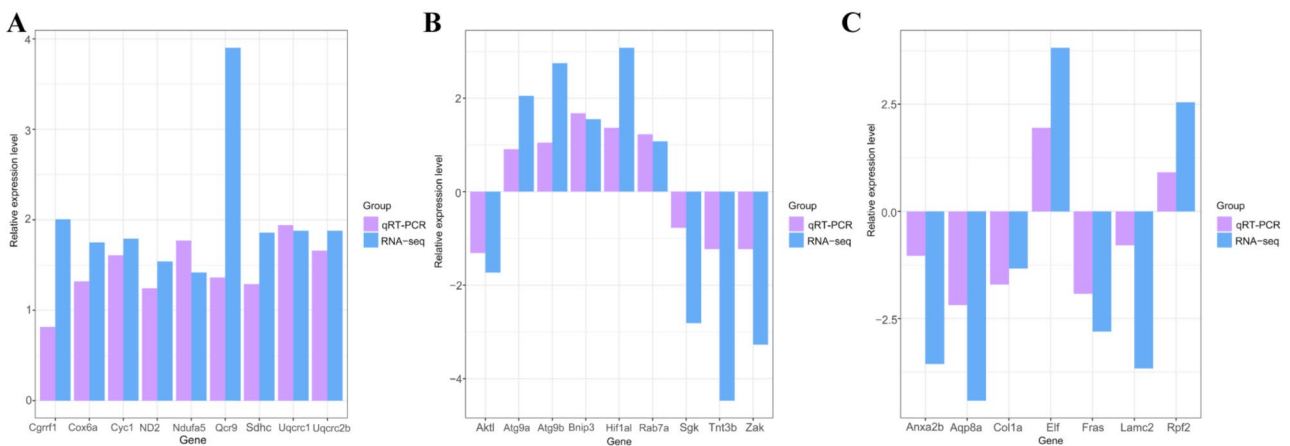 A
Relative expression level
4
3
2
1
0
Cgrrf1 Cox6a Cyc1 ND2 Ndufa5 Qcr9 Sdhc Uqcrc1 Uqcrc2b
Gene
Group
qRT-PCR
RNA-seq
B
Relative expression level
2
0
−2
−4
Aktl Atg9a Atg9b Bnip3 Hif1al Rab7a Sgk Tnt3b Zak
Gene
Group
qRT-PCR
RNA-seq
C
Relative expression level
2.5
0.0
−2.5
Anxa2b Aqp8a Col1a Elf Fras Lamc2 Rpf2
Gene
Group
qRT-PCR
RNA-seq